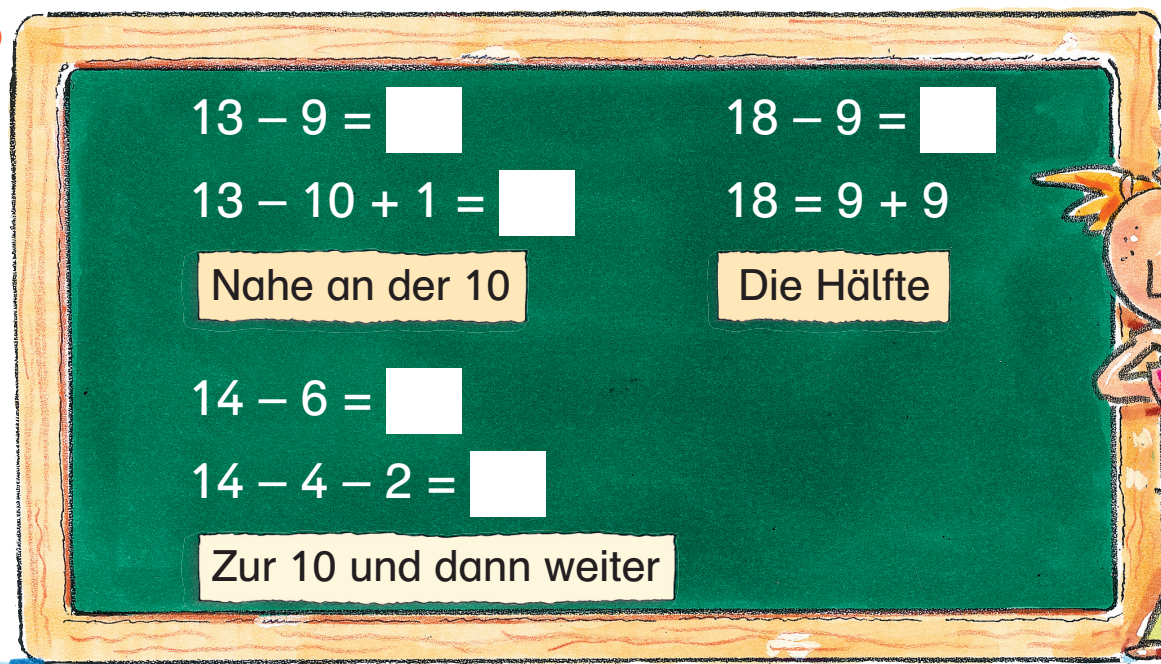 13 – 9 =
13 – 10 + 1 =
Nahe an der 10
18 – 9 =
18 = 9 + 9
Die Hälfte
14 – 6 =
14 – 4 – 2 =
Zur 10 und dann weiter